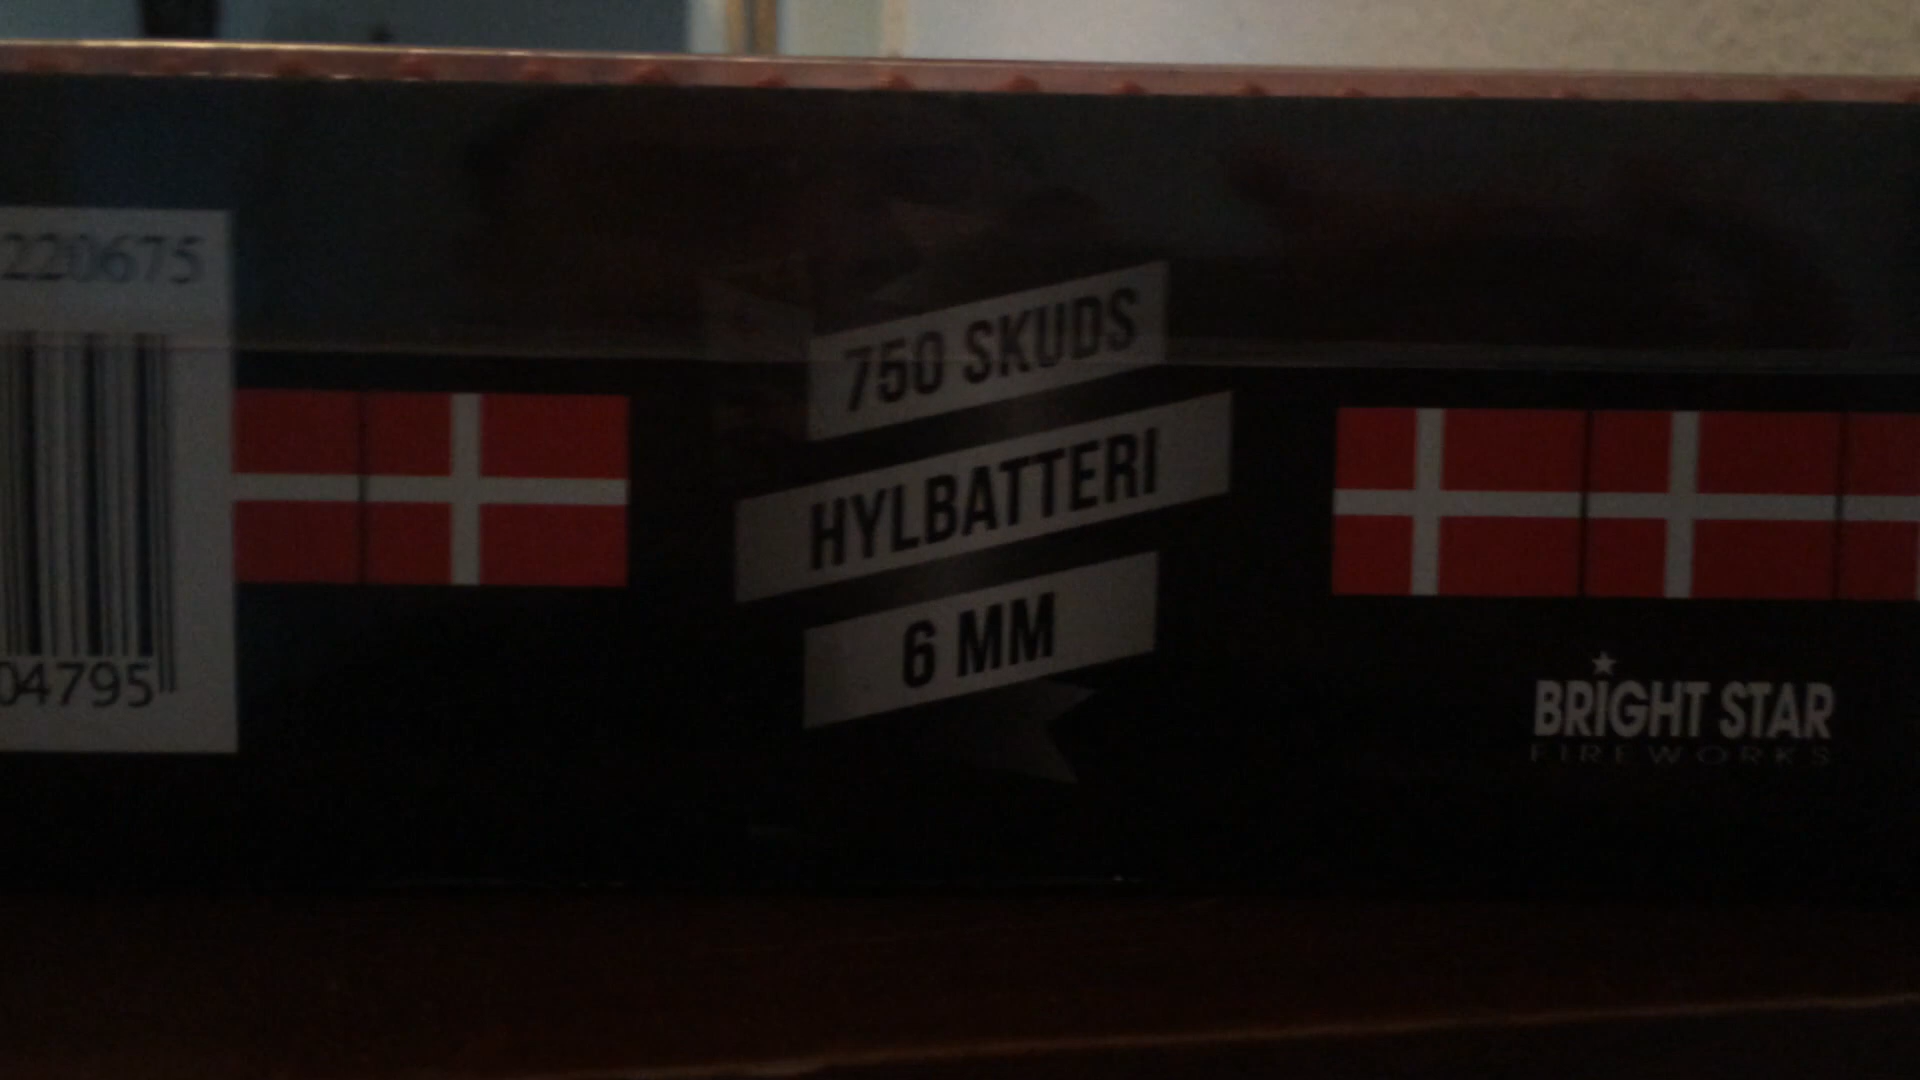 220675
04795
750 SKUDS
HYLBATTERI
6 MM
BRIGHT STAR
FIREWORKS